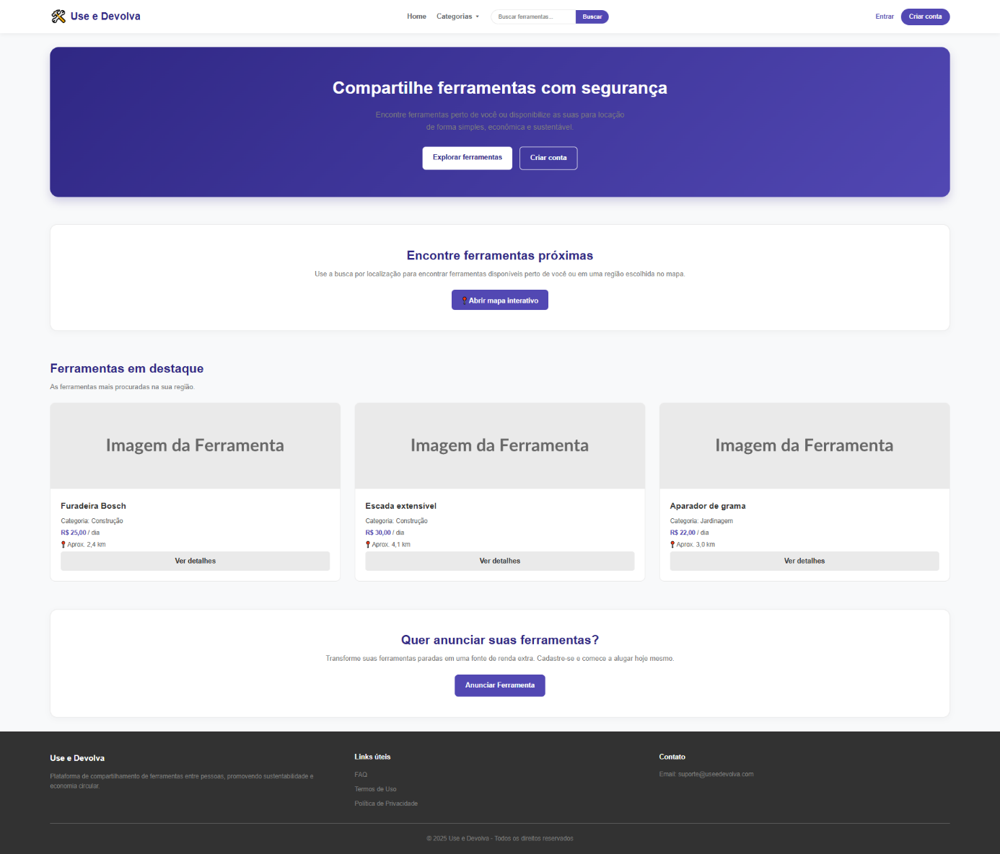 Use e Devolva
Home
Categorias
Buscar ferramentas...
Buscar
Entrar
Criar conta
Compartilhe ferramentas com segurança
Encontre ferramentas perto de você ou disponibilize as suas para locação
de forma simples, econômica e sustentável.
Explorar ferramentas
Criar conta
Encontre ferramentas próximas
Use a busca por localização para encontrar ferramentas disponíveis perto de você ou em uma região escolhida no mapa.
Abrir mapa interativo
Ferramentas em destaque
As ferramentas mais procuradas na sua região.
Imagem da Ferramenta
Furadeira Bosch
Categoria: Construção
R$ 25,00 / dia
Aprox. 2,4 km
Ver detalhes
Imagem da Ferramenta
Escada extensível
Categoria: Construção
R$ 30,00 / dia
Aprox. 4,1 km
Ver detalhes
Imagem da Ferramenta
Aparador de grama
Categoria: Jardinagem
R$ 22,00 / dia
Aprox. 3,0 km
Ver detalhes
Quer anunciar suas ferramentas?
Transforme suas ferramentas paradas em uma fonte de renda extra. Cadastre-se e comece a alugar hoje mesmo.
Anunciar Ferramenta
Use e Devolva
Plataforma de compartilhamento de ferramentas entre pessoas, promovendo sustentabilidade e
economia circular.
Links úteis
FAQ
Termos de Uso
Política de Privacidade
Contato
Email: suporte@useedevolva.com
© 2025 Use e Devolva - Todos os direitos reservados